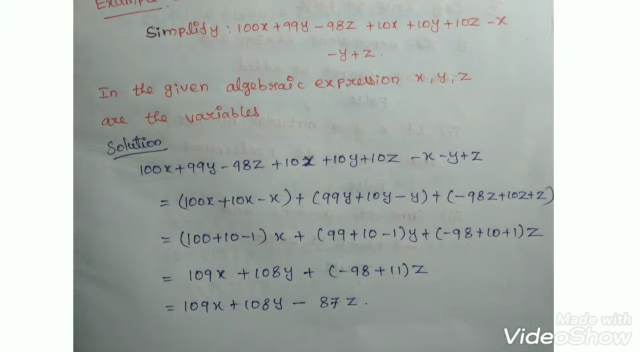 Example
Simplify : 100x + 99y - 98z + 10x + 10y + 10z - x
- y + z.
In the given algebraic expression x, y, z
are the variables
Solution
100x + 99y - 98z + 10x + 10y + 10z - x - y + z
= (100x + 10x - x) + (99y + 10y - y) + (-98z + 10z + z)
= (100 + 10 - 1) x + (99 + 10 - 1) y + (-98 + 10 + 1) z
= 109x + 108y + (-98 + 11) z
= 109x + 108y - 87z.
Made with
VideoShow